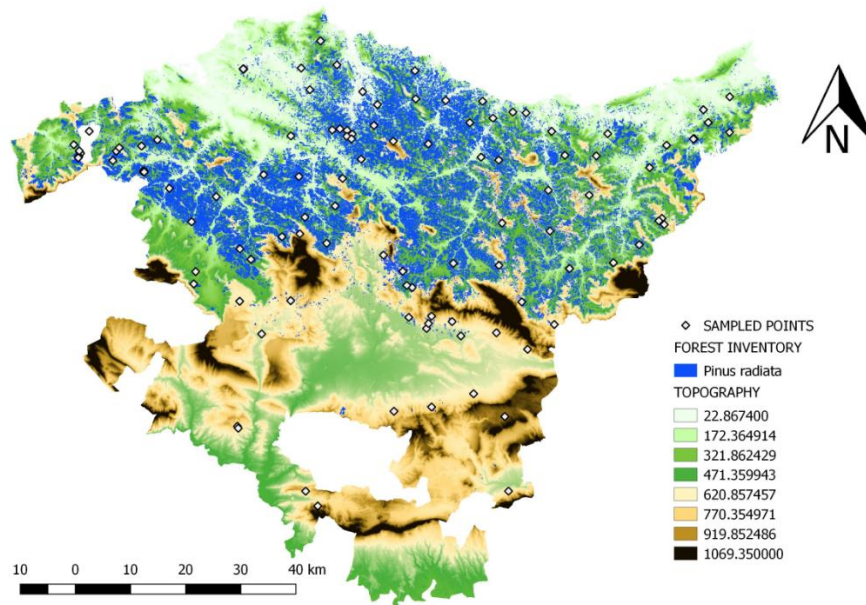 N
SAMPLED POINTS
FOREST INVENTORY
Pinus radiata
TOPOGRAPHY
22.867400
172.364914
321.862429
471.359943
620.857457
770.354971
919.852486
1069.350000
10 0 10 20 30 40 km